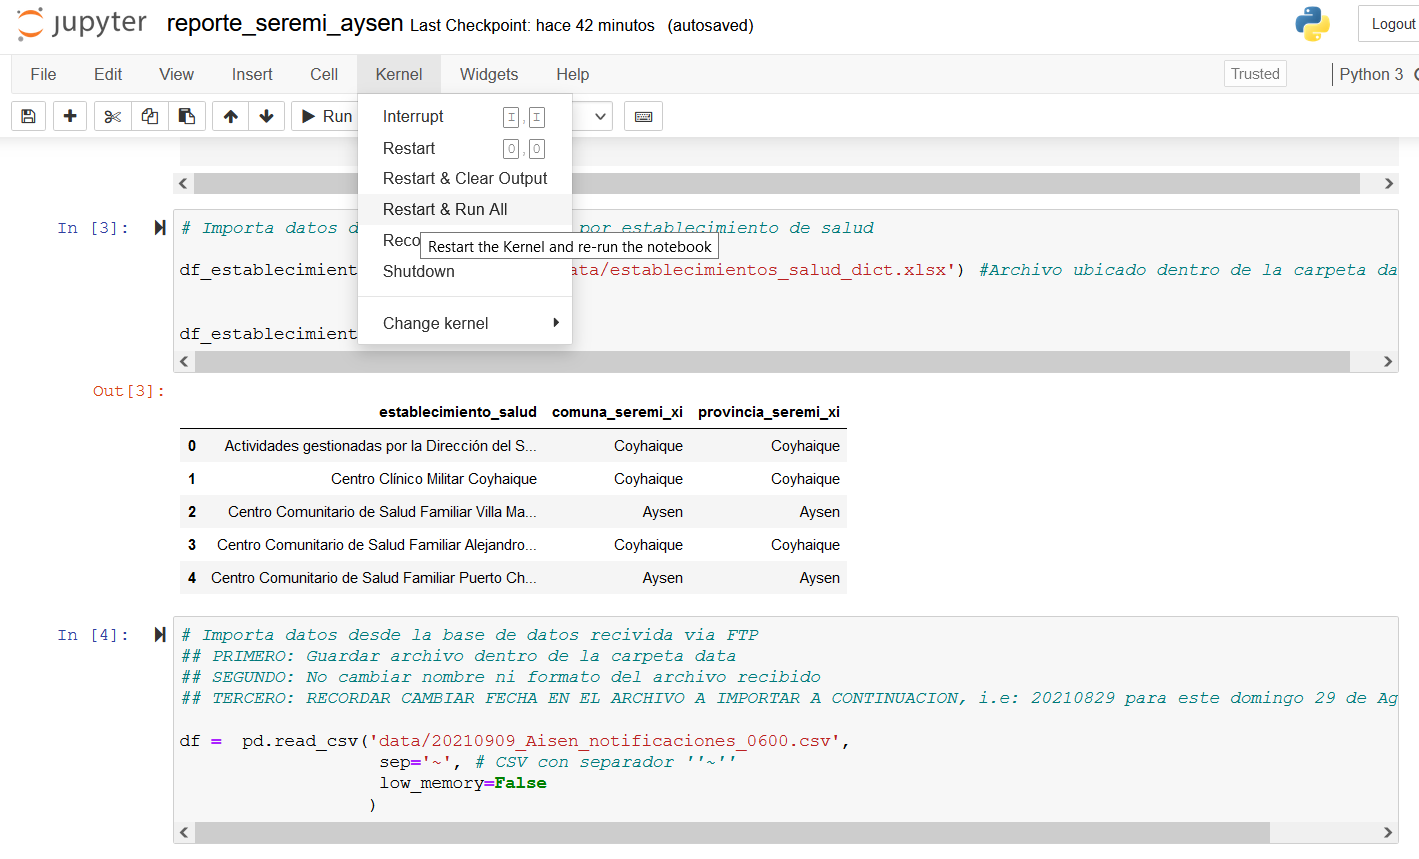 jupyter reporte_seremi_aysen Last Checkpoint: hace 42 minutos (autosaved) Logout
File Edit View Insert Cell Kernel Widgets Help Trusted Python 3
Run
Interrupt I , I
Restart 0 , 0
Restart & Clear Output
Restart & Run All
Reco
Restart the Kernel and re-run the notebook
Shutdown
Change kernel
In [3]: # Importa datos d por establecimiento de salud
df_establecimient ata/establecimientos_salud_dict.xlsx') #Archivo ubicado dentro de la carpeta da
df_establecimient
Out[3]:
establecimiento_salud comuna_seremi_xi provincia_seremi_xi
0 Actividades gestionadas por la Dirección del S... Coyhaique Coyhaique
1 Centro Clínico Militar Coyhaique Coyhaique Coyhaique
2 Centro Comunitario de Salud Familiar Villa Ma... Aysen Aysen
3 Centro Comunitario de Salud Familiar Alejandro... Coyhaique Coyhaique
4 Centro Comunitario de Salud Familiar Puerto Ch... Aysen Aysen
In [4]: # Importa datos desde la base de datos recivida via FTP
## PRIMERO: Guardar archivo dentro de la carpeta data
## SEGUNDO: No cambiar nombre ni formato del archivo recibido
## TERCERO: RECORDAR CAMBIAR FECHA EN EL ARCHIVO A IMPORTAR A CONTINUACION, i.e: 20210829 para este domingo 29 de Ag
df = pd.read_csv('data/20210909_Aisen_notificaciones_0600.csv',
sep='~', # CSV con separador ''~''
low_memory=False
)